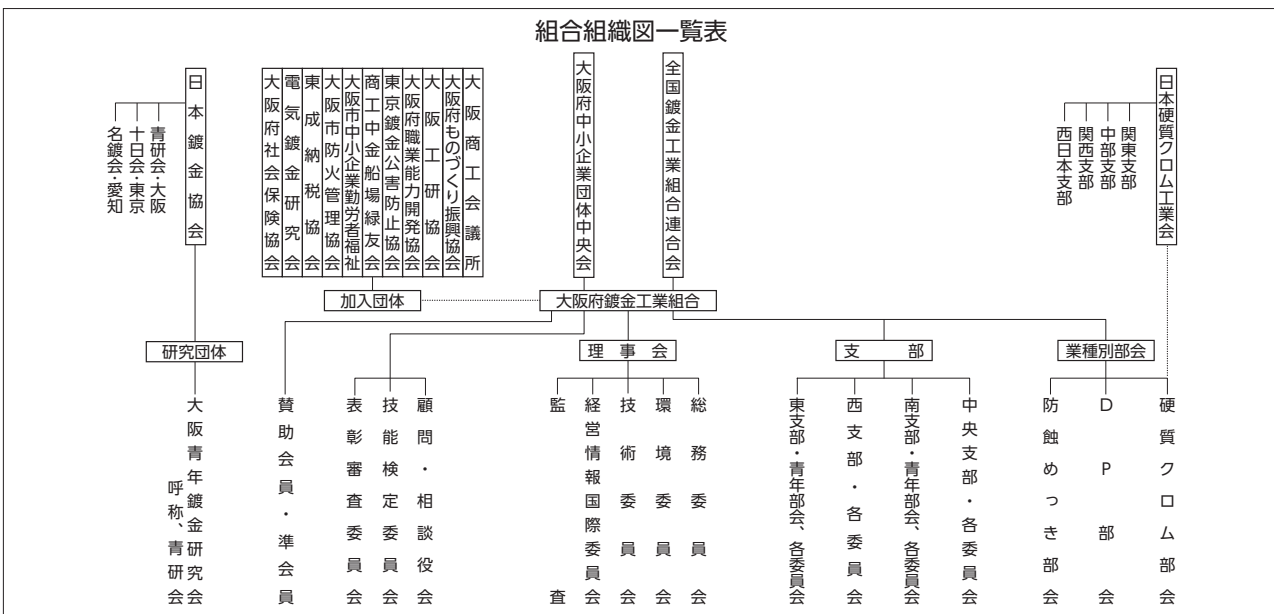 組合組織図一覧表
日本鍍金協会
青研会・大阪
十日会・東京
名鍍会・愛知
大阪商工会議所
大阪府ものづくり振興協会
大阪工研協会
大阪府職業能力開発協会
東京鍍金公害防止協会
商工中金船場緑友会
大阪市中小企業勤労者福祉
大阪市防火管理協会
東成納税協会
電気鍍金研究会
大阪府社会保険協会
大阪府中小企業団体中央会
全国鍍金工業組合連合会
日本硬質クロム工業会
関東支部
中部支部
関西支部
西日本支部
加入団体
大阪府鍍金工業組合
研究団体
理事会
支部
業種別部会
大阪青年鍍金研究会
呼称、青研会
賛助会員・準会員
顧問・相談役会
技能検定委員会
表彰審査委員会
総務委員会
環境委員会
技術委員会
経営情報国際委員会
監査
中央支部・各委員会
南支部・青年部会、各委員会
西支部・各委員会
東支部・青年部会、各委員会
硬質クロム部会
DP部会
防蝕めっき部会